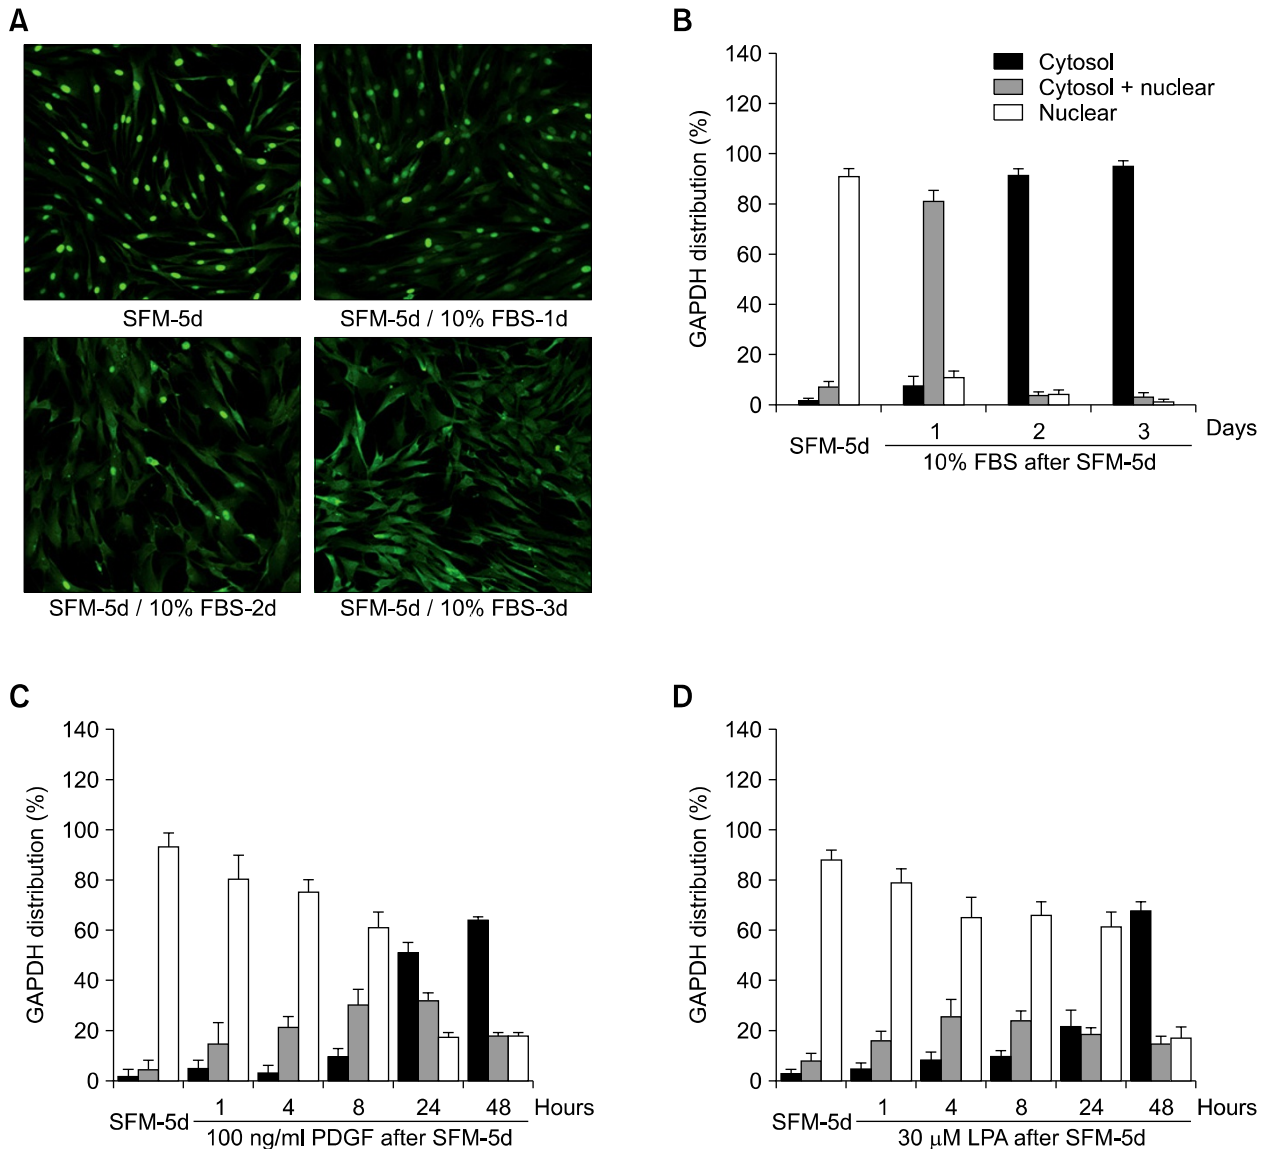 A
SFM-5d
SFM-5d / 10% FBS-1d
SFM-5d / 10% FBS-2d
SFM-5d / 10% FBS-3d
B
GAPDH distribution (%)
140
120
100
80
60
40
20
0
Cytosol
Cytosol + nuclear
Nuclear
SFM-5d
1
2
3
Days
10% FBS after SFM-5d
C
GAPDH distribution (%)
140
120
100
80
60
40
20
0
SFM-5d
1
4
8
24
48
Hours
100 ng/ml PDGF after SFM-5d
D
GAPDH distribution (%)
140
120
100
80
60
40
20
0
SFM-5d
1
4
8
24
48
Hours
30 μM LPA after SFM-5d